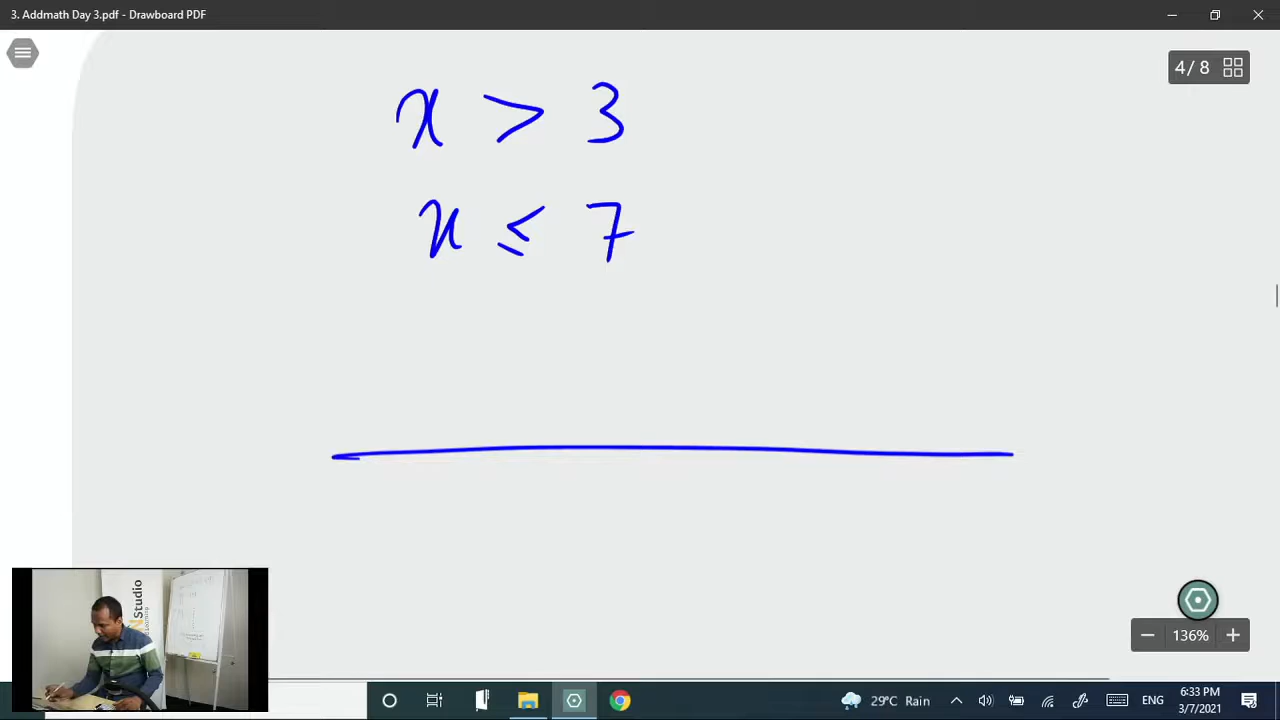 3. Addmath Day 3.pdf - Drawboard PDF
4/8
x > 3
x ≤ 7
Studio
136%
29°C Rain
ENG
6:33 PM
3/7/2021